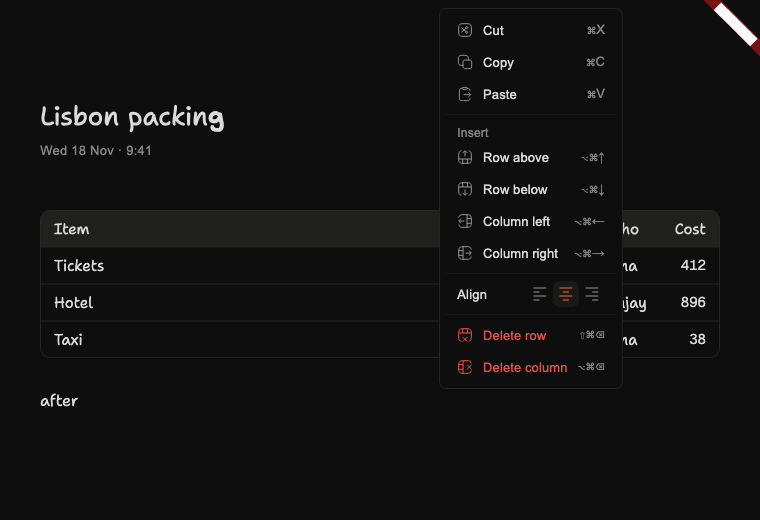 Cut ⌘X
Copy ⌘C
Paste ⌘V
Insert
Row above ⌥⌘↑
Row below ⌥⌘↓
Column left ⌥⌘←
Column right ⌥⌘→
Align
Delete row ⇧⌘⌫
Delete column ⌥⌘⌫
Lisbon packing
Wed 18 Nov · 9:41
Item Cost
Tickets 412
Hotel 896
Taxi 38
after